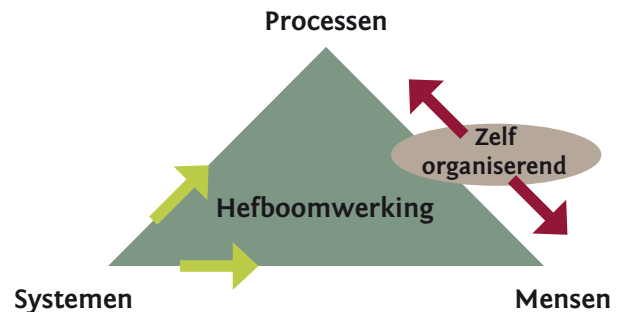 Processen
Zelf
organiserend
Hefboomwerking
Systemen
Mensen